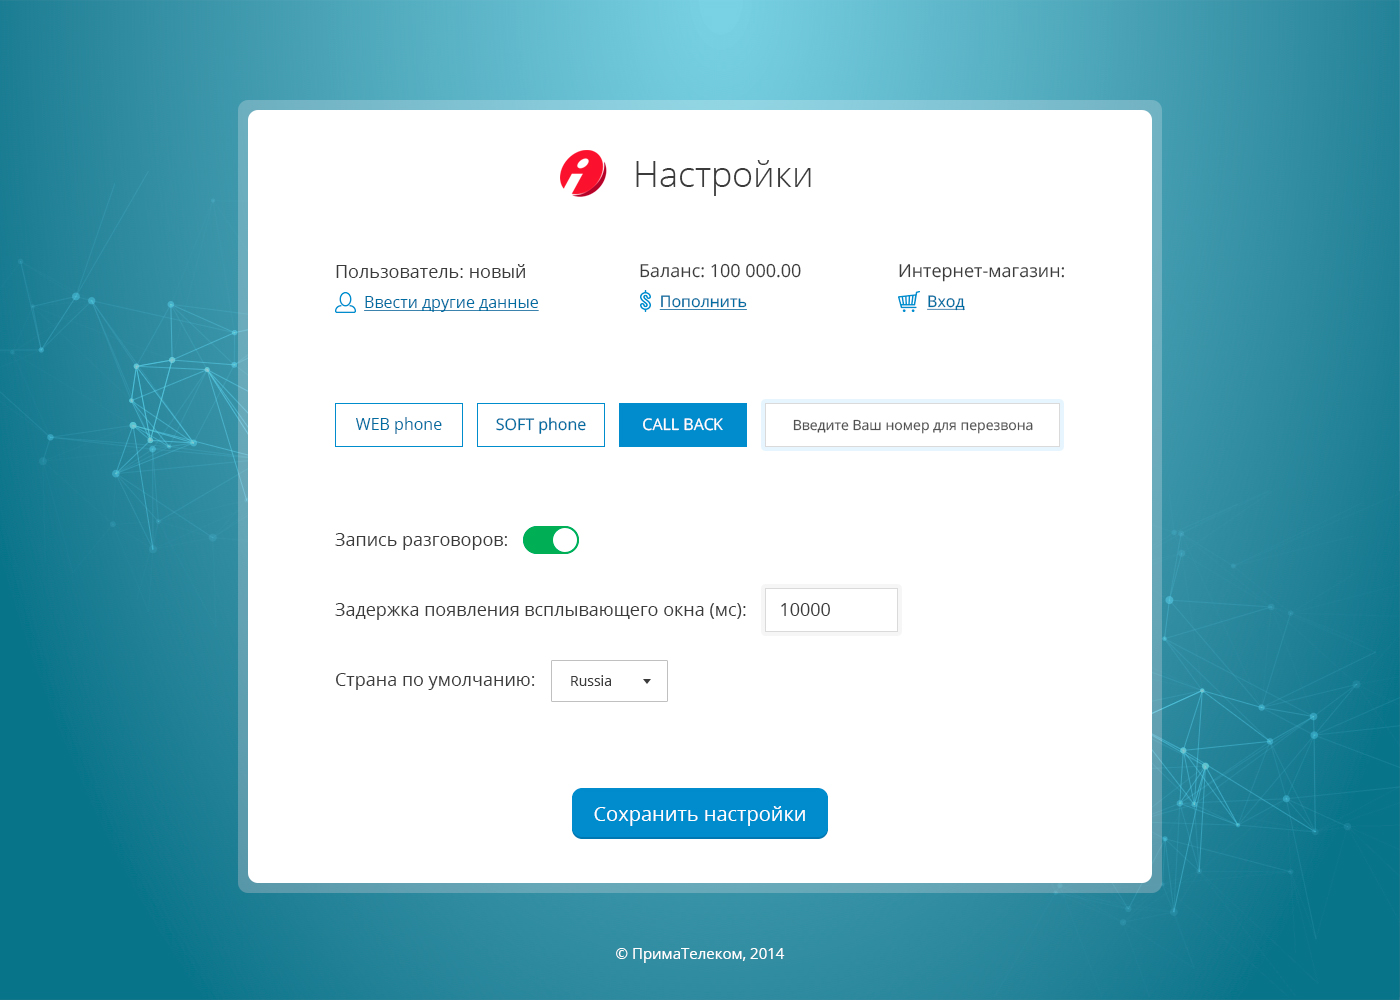 Настройки
Пользователь: новый
Ввести другие данные
Баланс: 100 000.00
Пополнить
Интернет-магазин:
Вход
WEB phone
SOFT phone
CALL BACK
Введите Ваш номер для перезвона
Запись разговоров:
Задержка появления всплывающего окна (мс):
10000
Страна по умолчанию:
Russia
Сохранить настройки
© ПримаТелеком, 2014